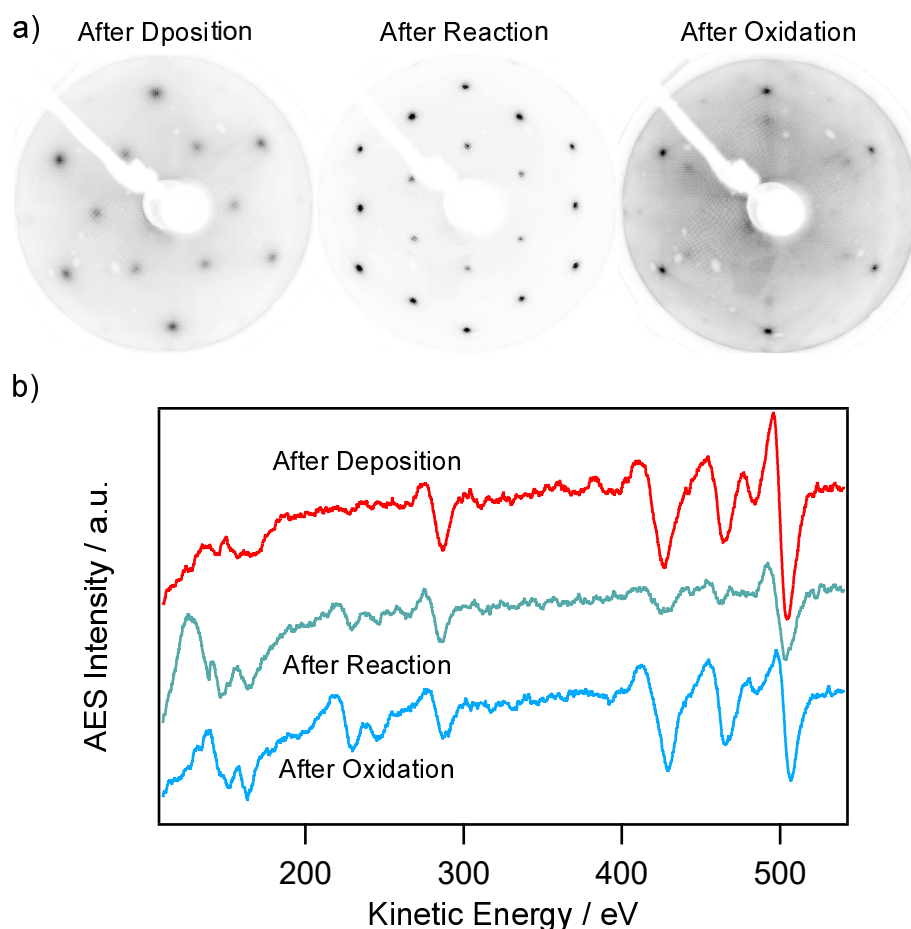 a)
After Dposition
After Reaction
After Oxidation
b)
After Deposition
After Reaction
After Oxidation
AES Intensity / a.u.
200
300
400
500
Kinetic Energy / eV